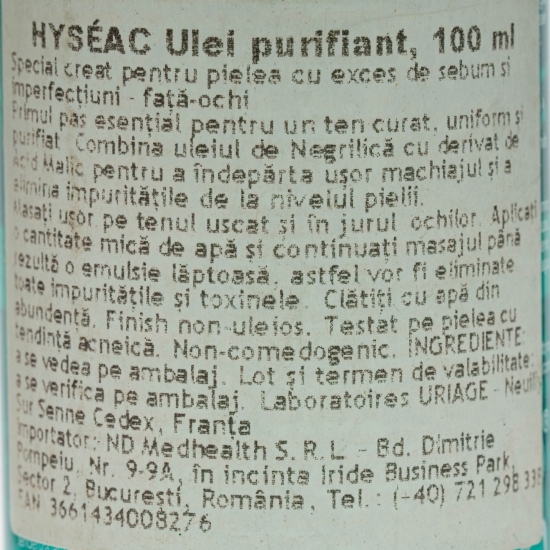 HYSÉAC Ulei purifiant, 100 ml
Special creat pentru pielea cu exces de sebum si
imperfecțiuni - față-ochi
Primul pas esențial pentru un ten curat, uniform si
purifiat. Combina uleiul de Negrilică cu derivat de
Acid Malic pentru a îndepărta ușor machiajul și a
elimina impuritățile de la nivelul pielii.
Masați ușor pe tenul uscat și în jurul ochilor. Aplicați
o cantitate mică de apă și continuați masajul până
rezultă o emulsie lăptoasă, astfel vor fi eliminate
toate impuritățile și toxinele. Clătiți cu apă din
abundență. Finish non-uleios. Testat pe pielea cu
tendință acneică. Non-comedogenic. INGREDIENTE:
a se vedea pe ambalaj. Lot și termen de valabilitate:
a se verifica pe ambalaj. Laboratoires URIAGE - Neuilly
Sur Senne Cedex, Franța
Importator: ND Medhealth S.R.L - Bd. Dimitrie
Pompeiu, Nr. 9-9A, în incinta Iride Business Park,
Sector 2, București, România, Tel.: (+40) 721 298 335
EAN 3661434008276